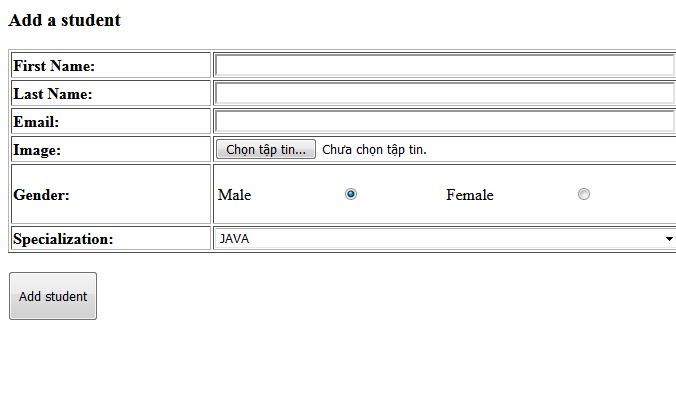 Add a student
First Name:
Last Name:
Email:
Image: Chọn tập tin... Chưa chọn tập tin.
Gender: Male Female
Specialization: JAVA
Add student